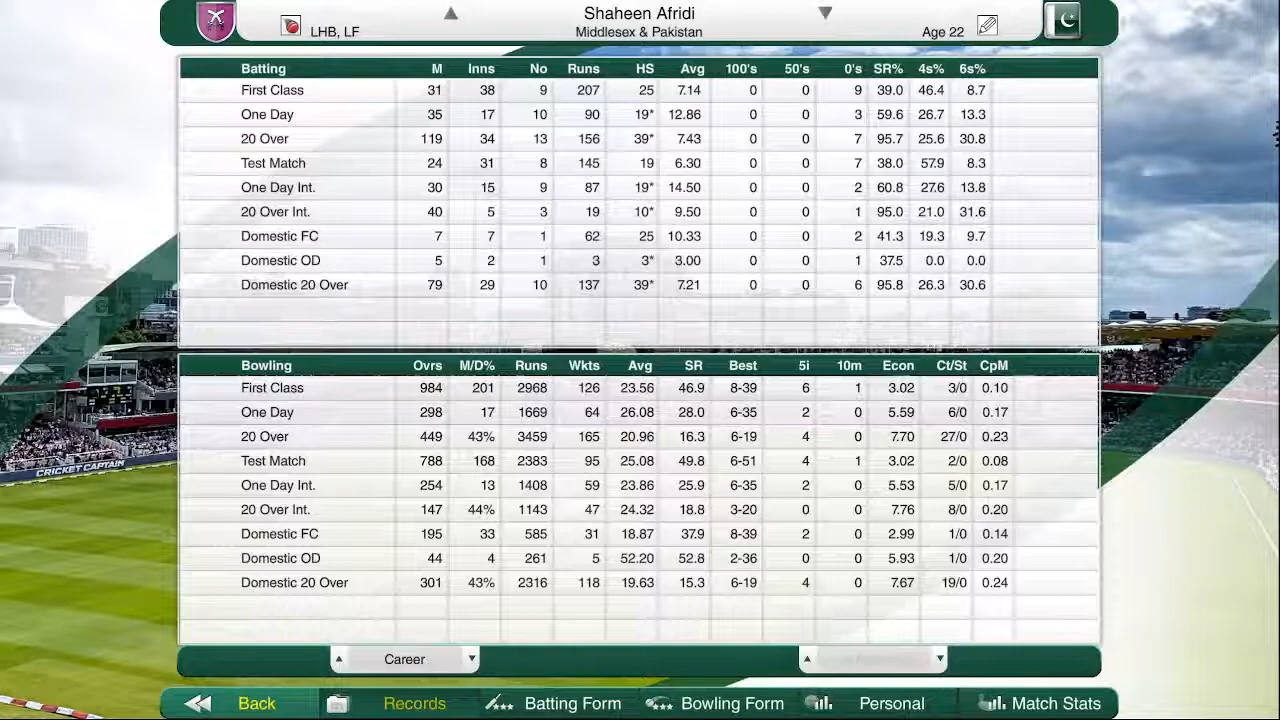 Shaheen Afridi
LHB, LF Middlesex & Pakistan Age 22
Batting M Inns No Runs HS Avg 100's 50's 0's SR% 4s% 6s%
First Class 31 38 9 207 25 7.14 0 0 9 39.0 46.4 8.7
One Day 35 17 10 90 19* 12.86 0 0 3 59.6 26.7 13.3
20 Over 119 34 13 156 39* 7.43 0 0 7 95.7 25.6 30.8
Test Match 24 31 8 145 19 6.30 0 0 7 38.0 57.9 8.3
One Day Int. 30 15 9 87 19* 14.50 0 0 2 60.8 27.6 13.8
20 Over Int. 40 5 3 19 10* 9.50 0 0 1 95.0 21.0 31.6
Domestic FC 7 7 1 62 25 10.33 0 0 2 41.3 19.3 9.7
Domestic OD 5 2 1 3 3* 3.00 0 0 1 37.5 0.0 0.0
Domestic 20 Over 79 29 10 137 39* 7.21 0 0 6 95.8 26.3 30.6
Bowling Ovrs M/D% Runs Wkts Avg SR Best 5i 10m Econ Ct/St CpM
First Class 984 201 2968 126 23.56 46.9 8-39 6 1 3.02 3/0 0.10
One Day 298 17 1669 64 26.08 28.0 6-35 2 0 5.59 6/0 0.17
20 Over 449 43% 3459 165 20.96 16.3 6-19 4 0 7.70 27/0 0.23
Test Match 788 168 2383 95 25.08 49.8 6-51 4 1 3.02 2/0 0.08
One Day Int. 254 13 1408 59 23.86 25.9 6-35 2 0 5.53 5/0 0.17
20 Over Int. 147 44% 1143 47 24.32 18.8 3-20 0 0 7.76 8/0 0.20
Domestic FC 195 33 585 31 18.87 37.9 8-39 2 0 2.99 1/0 0.14
Domestic OD 44 4 261 5 52.20 52.8 2-36 0 0 5.93 1/0 0.20
Domestic 20 Over 301 43% 2316 118 19.63 15.3 6-19 4 0 7.67 19/0 0.24
CRICKET CAPTAIN
Career
Back Records Batting Form Bowling Form Personal Match Stats